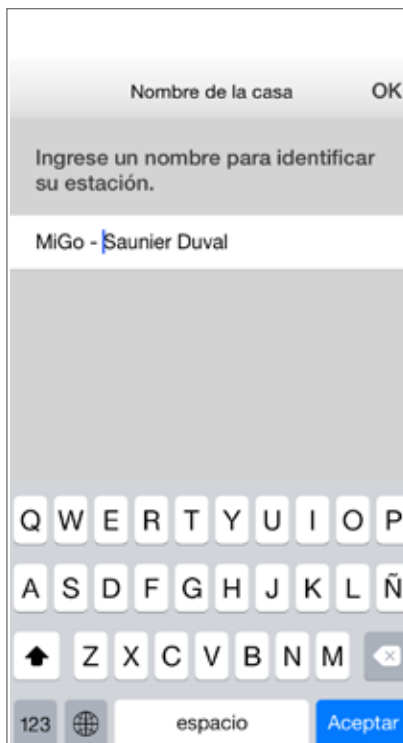 Nombre de la casa OK
Ingrese un nombre para identificar
su estación.
MiGo - Saunier Duval
Q W E R T Y U I O P
A S D F G H J K L Ñ
Z X C V B N M
123 espacio Aceptar